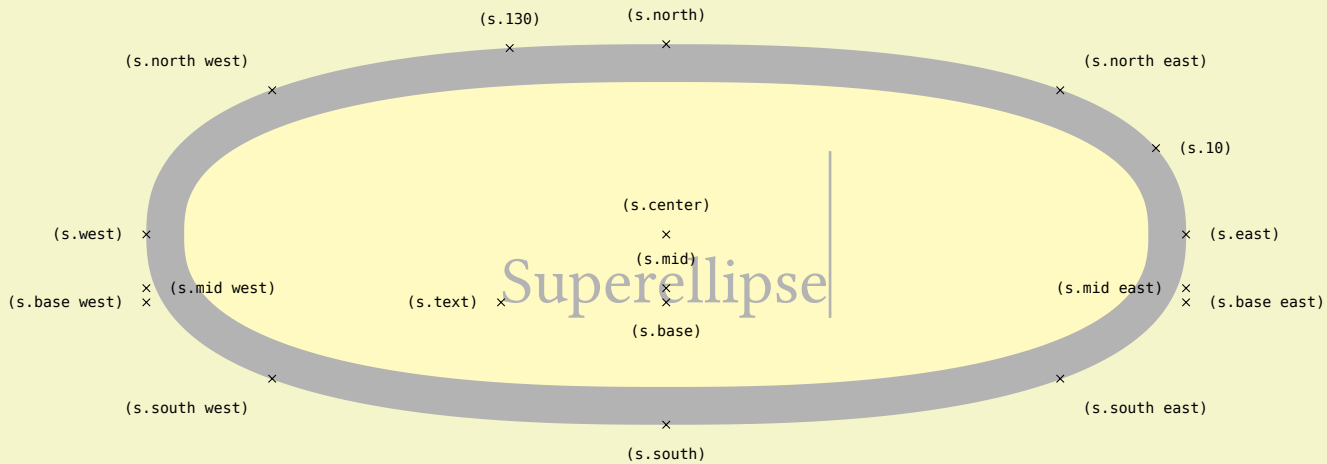 (s.north)
(s.130)
(s.north west)
(s.north east)
(s.10)
(s.center)
(s.west)
(s.east)
(s.mid)
Superellipse
(s.mid west)
(s.mid east)
(s.base west)
(s.text)
(s.base east)
(s.base)
(s.south west)
(s.south east)
(s.south)